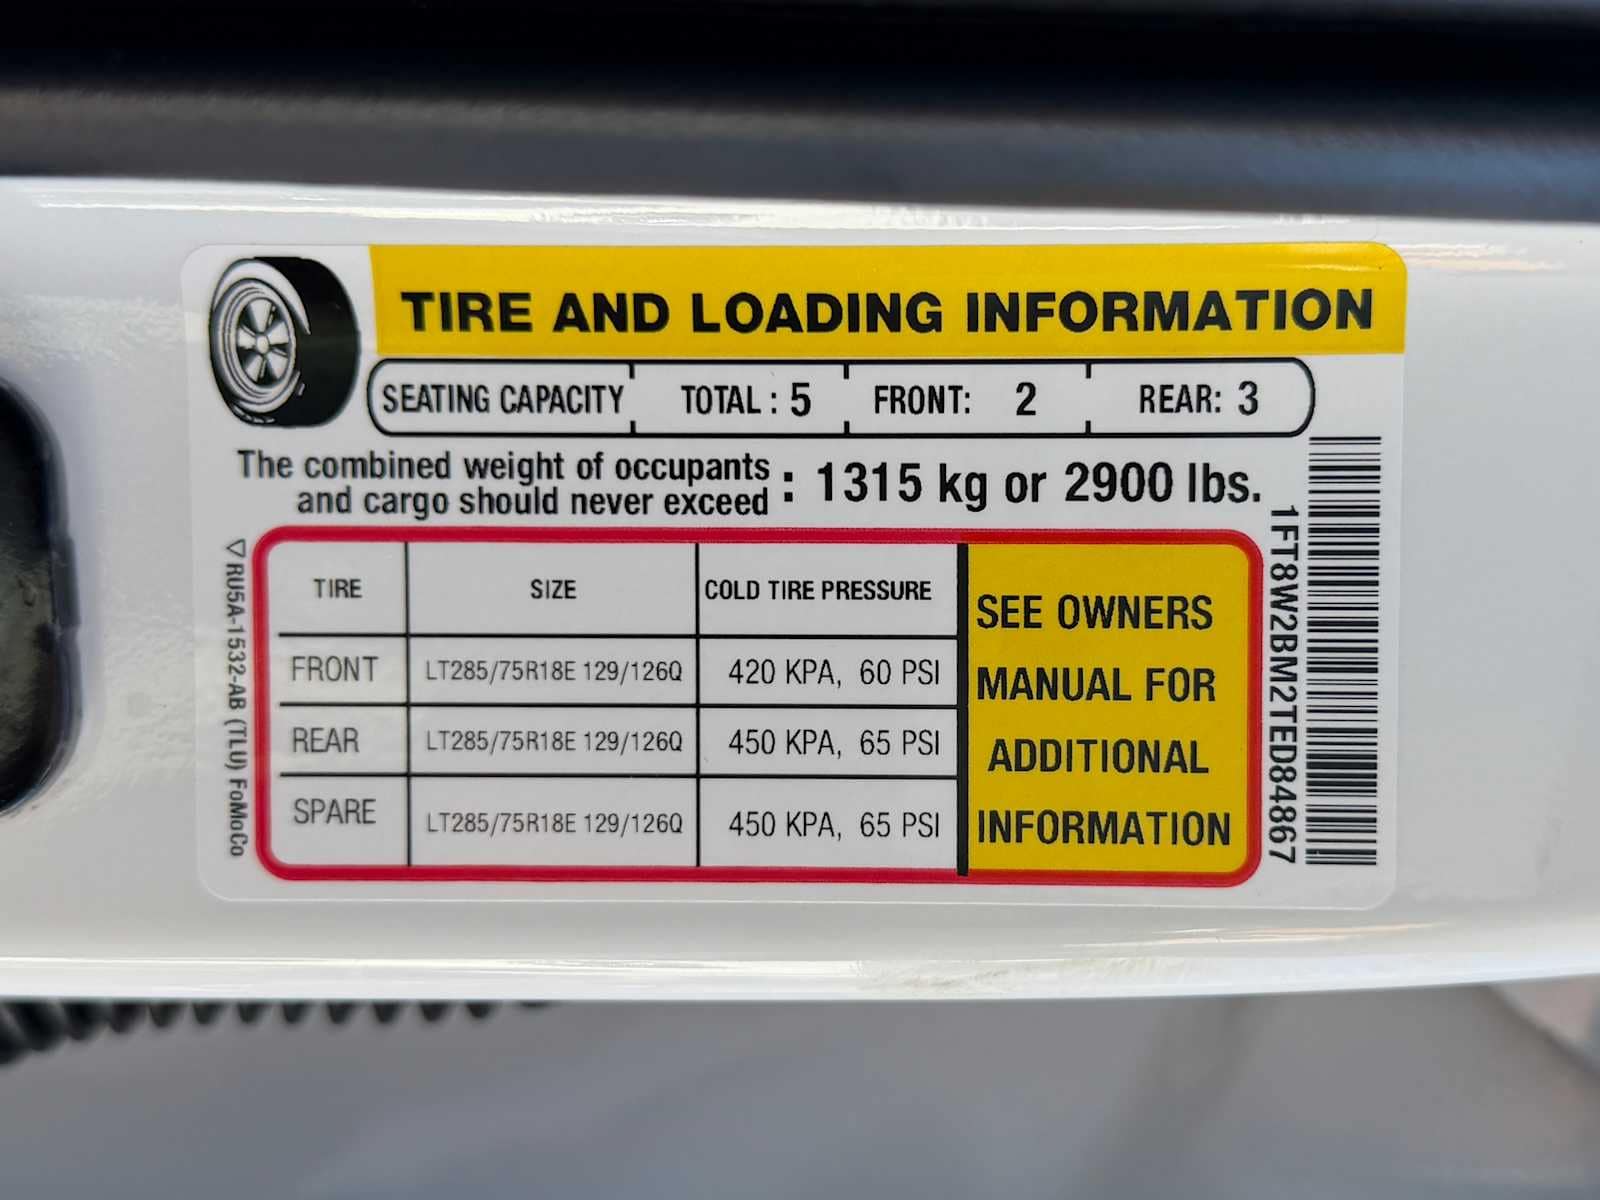 TIRE AND LOADING INFORMATION
SEATING CAPACITY TOTAL : 5 FRONT: 2 REAR: 3
The combined weight of occupants
and cargo should never exceed : 1315 kg or 2900 lbs.
TIRE SIZE COLD TIRE PRESSURE
FRONT LT285/75R18E 129/126Q 420 KPA, 60 PSI
REAR LT285/75R18E 129/126Q 450 KPA, 65 PSI
SPARE LT285/75R18E 129/126Q 450 KPA, 65 PSI
SEE OWNERS
MANUAL FOR
ADDITIONAL
INFORMATION
RU5A-1532-AB (TLU) FoMoCo
1FT8W2BM2TED84867